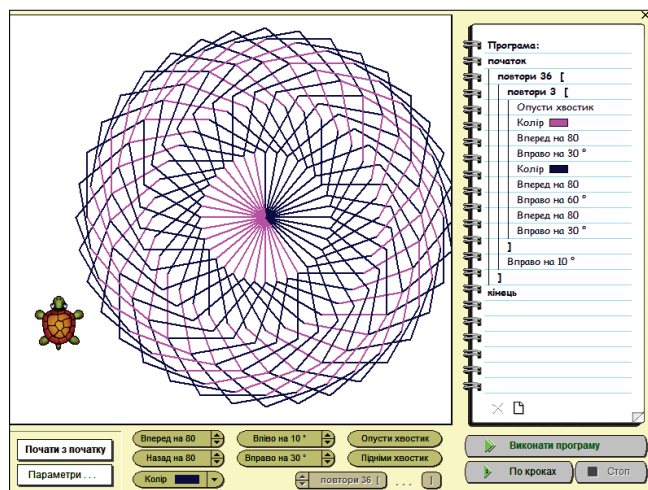 Програма:
початок
повтори 36 [
повтори 3 [
Опусти хвостик
Колір
Вперед на 80
Вправо на 30 °
Колір
Вперед на 80
Вправо на 60 °
Вперед на 80
Вправо на 30 °
]
Вправо на 10 °
]
кінець
Почати з початку
Параметри . . .
Вперед на 80
Вліво на 10 °
Опусти хвостик
Назад на 80
Вправо на 30 °
Підніми хвостик
Колір
повтори 36 [ . . . ]
Виконати програму
По кроках
Стоп